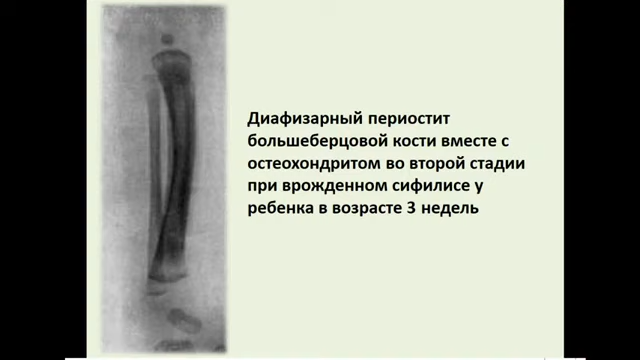 Диафизарный периостит
большеберцовой кости вместе с
остеохондритом во второй стадии
при врожденном сифилисе у
ребенка в возрасте 3 недель